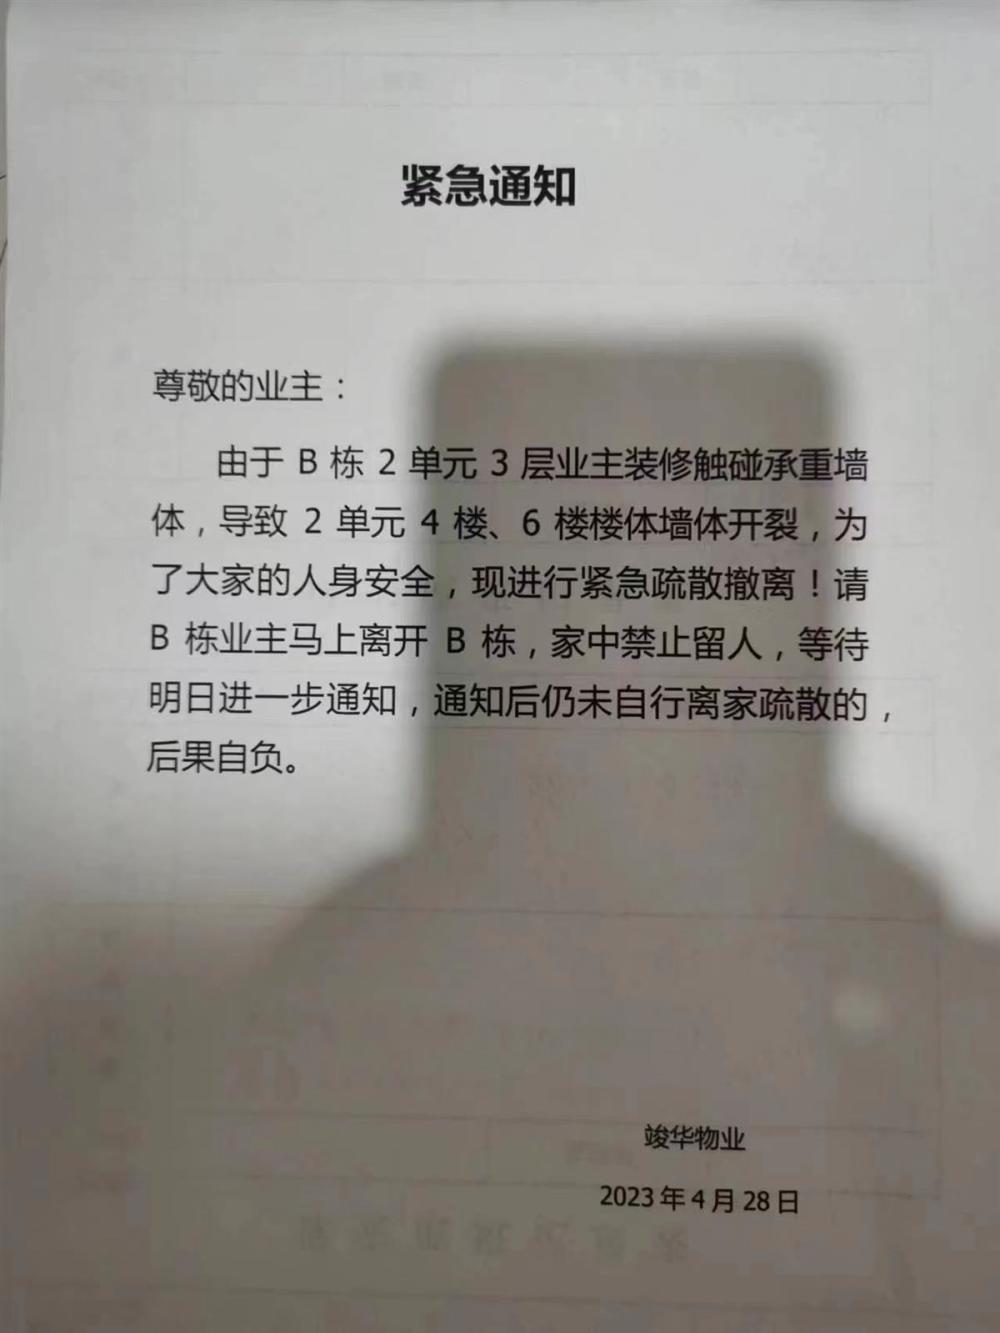 紧急通知
尊敬的业主：
由于 B 栋 2 单元 3 层业主装修触碰承重墙
体，导致 2 单元 4 楼、6 楼楼体墙体开裂，为
了大家的人身安全，现进行紧急疏散撤离！请
B 栋业主马上离开 B 栋，家中禁止留人，等待
明日进一步通知，通知后仍未自行离家疏散的，
后果自负。
竣华物业
2023 年 4 月 28 日